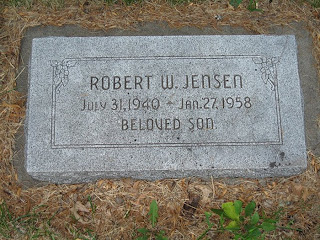 ROBERT W. JENSEN
JULY 31, 1940 - JAN. 27, 1958
BELOVED SON